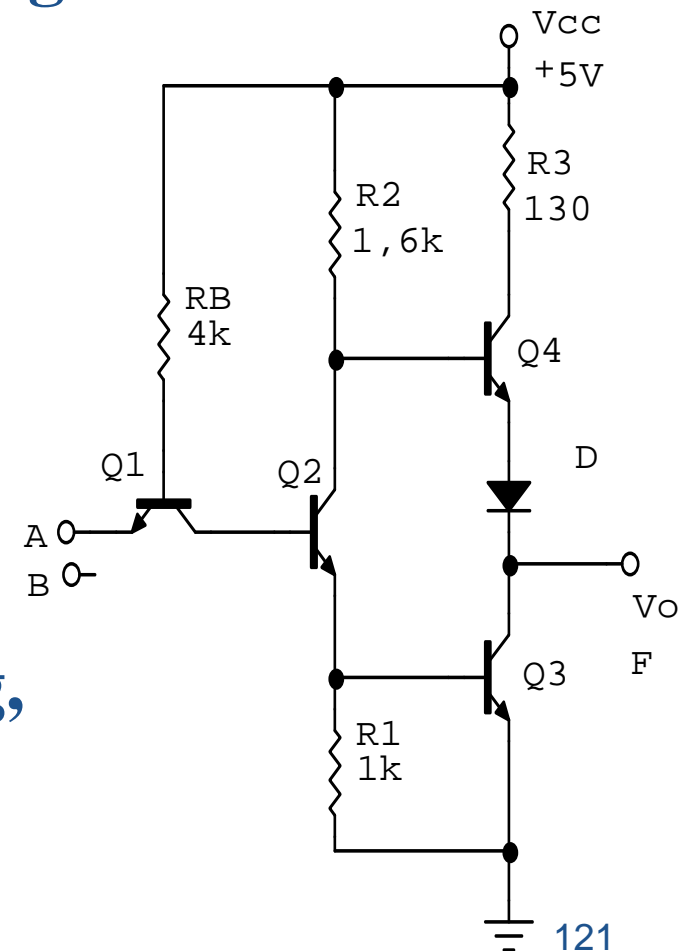 g
Vcc
+5V
R3
130
R2
1,6k
RB
4k
Q4
Q1
Q2
D
A
B
Vo
F
g,
Q3
R1
1k
121